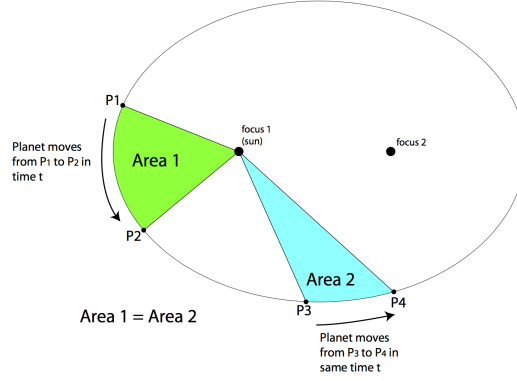 P1
focus 1
(sun)
focus 2
Planet moves
from P1 to P2 in
time t
Area 1
P2
Area 2
P3
P4
Area 1 = Area 2
Planet moves
from P3 to P4 in
same time t